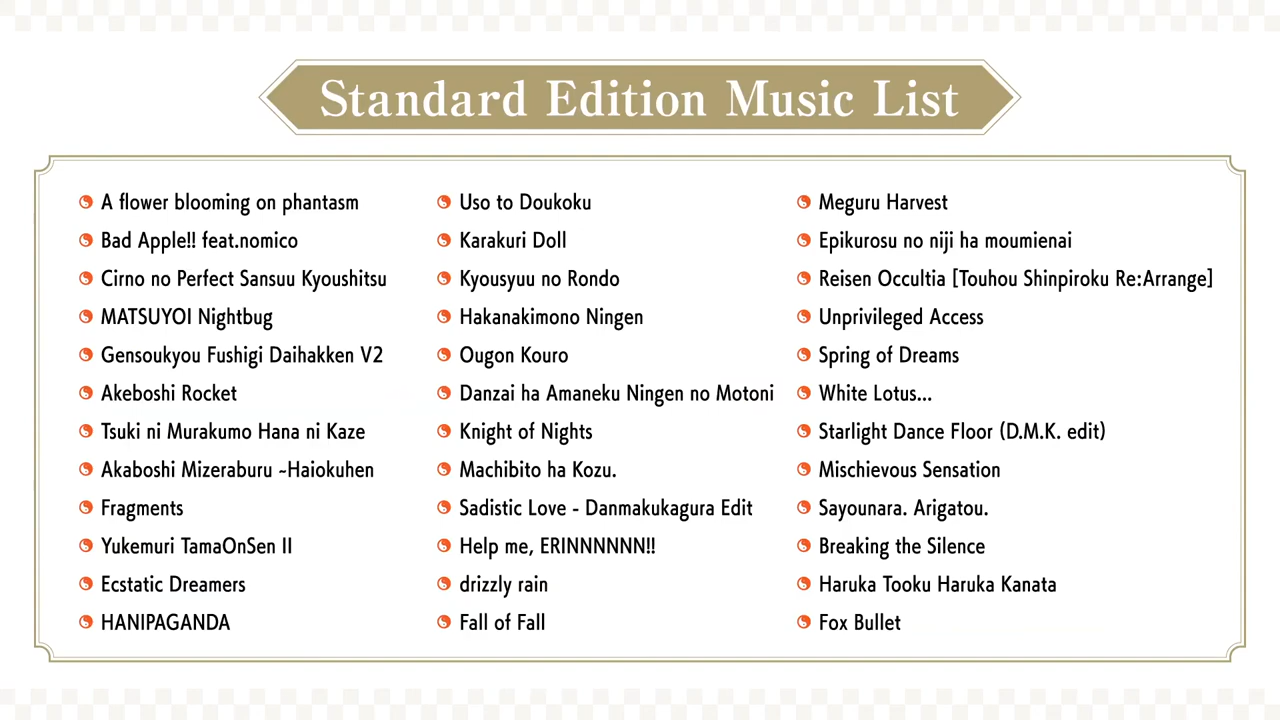 Standard Edition Music List
A flower blooming on phantasm
Bad Apple!! feat.nomico
Cirno no Perfect Sansuu Kyoushitsu
MATSUYOI Nightbug
Gensoukyou Fushigi Daihakken V2
Akeboshi Rocket
Tsuki ni Murakumo Hana ni Kaze
Akaboshi Mizeraburu ~Haiokuhen
Fragments
Yukemuri TamaOnSen II
Ecstatic Dreamers
HANIPAGANDA
Uso to Doukoku
Karakuri Doll
Kyousyuu no Rondo
Hakanakimono Ningen
Ougon Kouro
Danzai ha Amaneku Ningen no Motoni
Knight of Nights
Machibito ha Kozu.
Sadistic Love - Danmakukagura Edit
Help me, ERINNNNNN!!
drizzly rain
Fall of Fall
Meguru Harvest
Epikurosu no niji ha moumienai
Reisen Occultia [Touhou Shinpiroku Re:Arrange]
Unprivileged Access
Spring of Dreams
White Lotus...
Starlight Dance Floor (D.M.K. edit)
Mischievous Sensation
Sayounara. Arigatou.
Breaking the Silence
Haruka Tooku Haruka Kanata
Fox Bullet